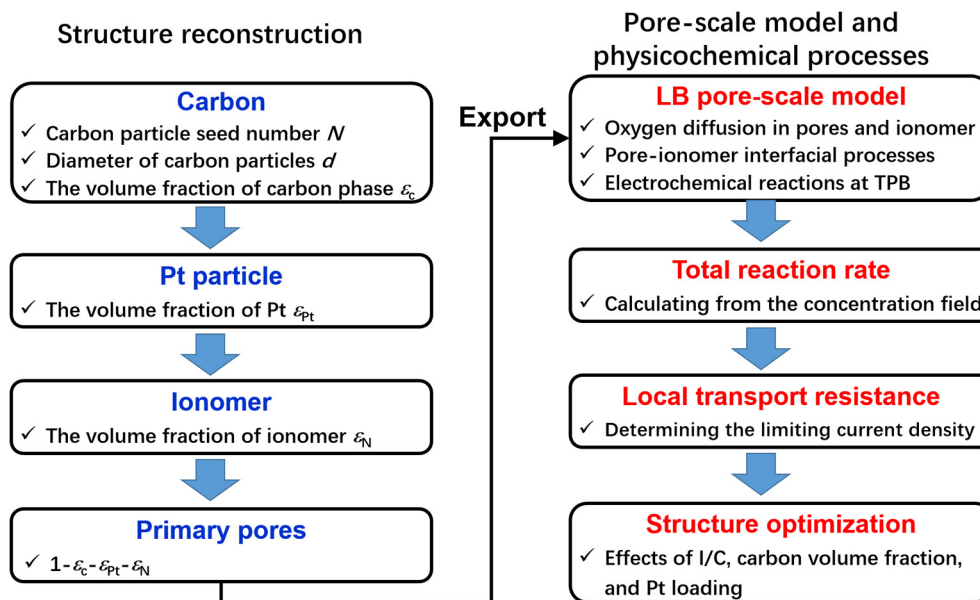 Structure reconstruction
Carbon
✓ Carbon particle seed number N
✓ Diameter of carbon particles d
✓ The volume fraction of carbon phase εc
Pt particle
✓ The volume fraction of Pt εPt
Ionomer
✓ The volume fraction of ionomer εN
Primary pores
✓ 1-εc-εPt-εN
Export
Pore-scale model and
physicochemical processes
LB pore-scale model
✓ Oxygen diffusion in pores and ionomer
✓ Pore-ionomer interfacial processes
✓ Electrochemical reactions at TPB
Total reaction rate
✓ Calculating from the concentration field
Local transport resistance
✓ Determining the limiting current density
Structure optimization
✓ Effects of I/C, carbon volume fraction,
and Pt loading